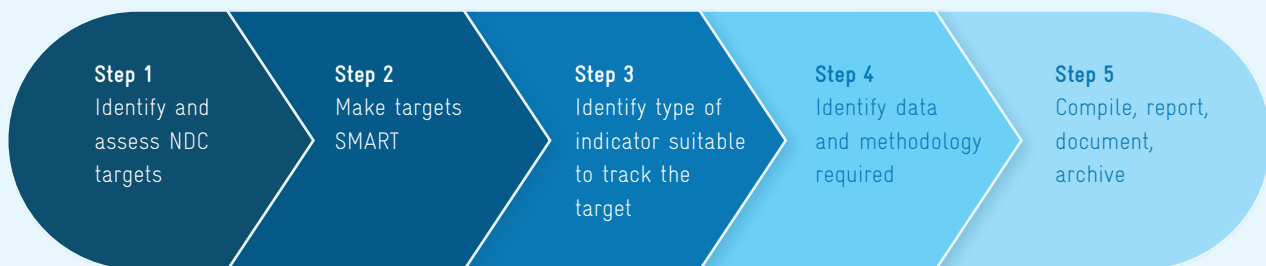 Step 1
Identify and
assess NDC
targets
Step 2
Make targets
SMART
Step 3
Identify type of
indicator suitable
to track the
target
Step 4
Identify data
and methodology
required
Step 5
Compile, report,
document,
archive